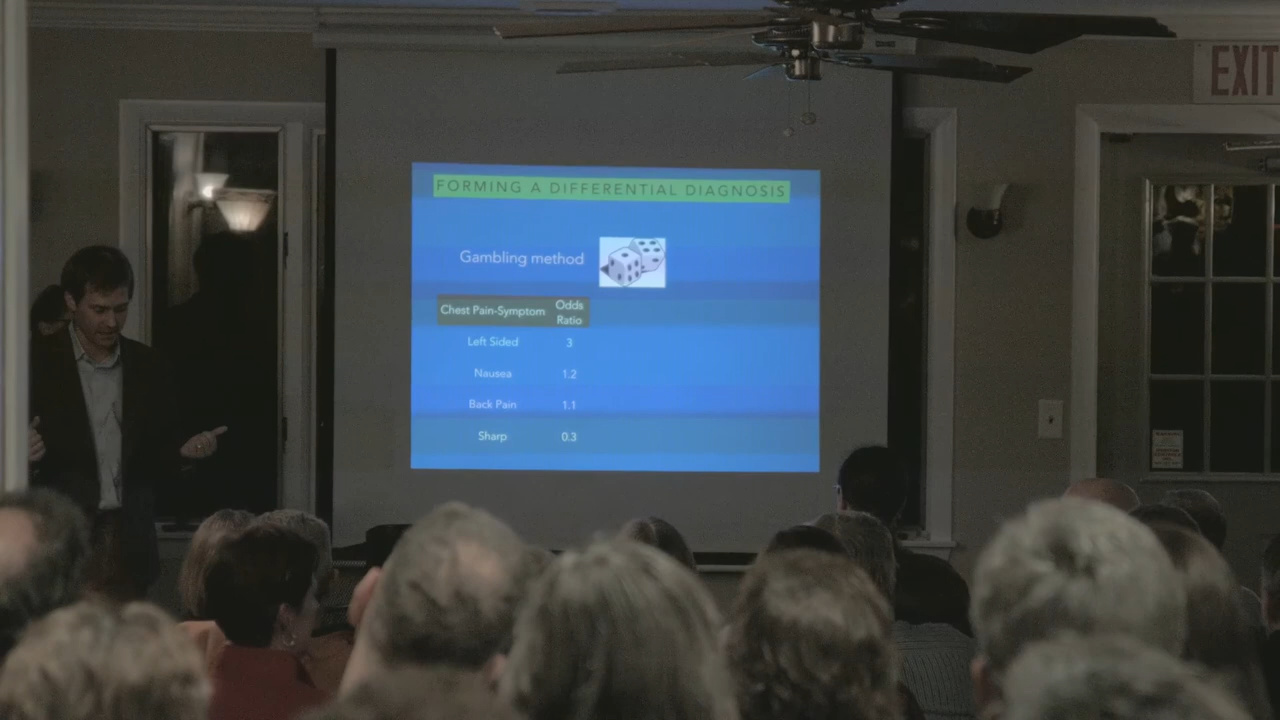 EXIT
FORMING A DIFFERENTIAL DIAGNOSIS
Gambling method
Chest Pain-Symptom Odds Ratio
Left Sided 3
Nausea 1.2
Back Pain 1.1
Sharp 0.3